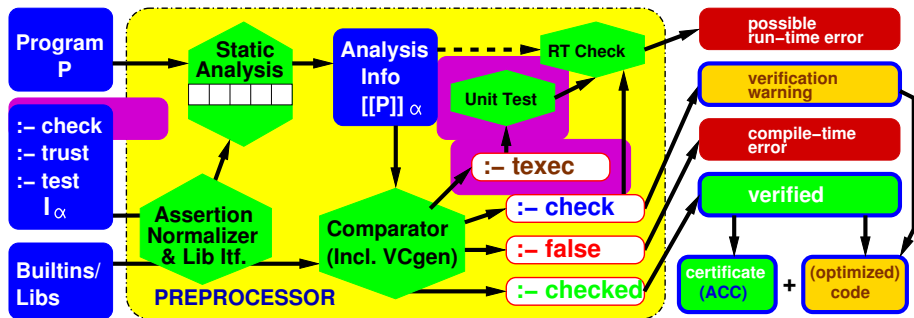 Program
P
:- check
:- trust
:- test
I α
Builtins/
Libs
Static
Analysis
Assertion
Normalizer
& Lib Itf.
PREPROCESSOR
Analysis
Info
[[P]] α
Comparator
(Incl. VCgen)
RT Check
Unit Test
:- texec
:- check
:- false
:- checked
possible
run-time error
verification
warning
compile-time
error
verified
certificate
(ACC)
+
(optimized)
code